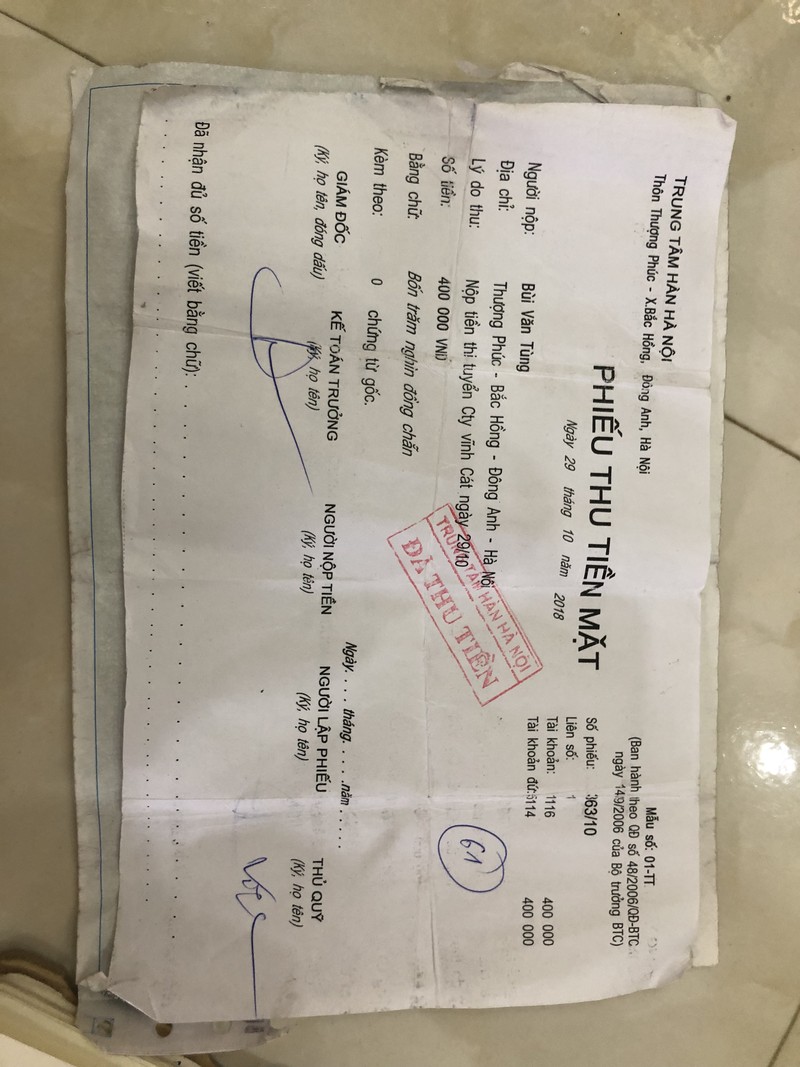 TRUNG TÂM HÀN HÀ NỘI
Thôn Thượng Phúc - X.Bắc Hồng, Đông Anh, Hà Nội
Mẫu số: 01-TT
(Ban hành theo QĐ số 48/2006/QĐ-BTC
ngày 14/9/2006 của Bộ trưởng BTC)
PHIẾU THU TIỀN MẶT
Ngày 29 tháng 10 năm 2018
Số phiếu: 363/10
Liên số: 1
Tài khoản: 1116 400 000
Tài khoản đứ:6114 400 000
Người nộp: Bùi Văn Tùng
Địa chỉ: Thượng Phúc - Bắc Hồng - Đông Anh - Hà Nội
Lý do thu: Nộp tiền thi tuyển Cty Vĩnh Cát ngày 29/10
Số tiền: 400 000 VNĐ
Bằng chữ: Bốn trăm nghìn đồng chẵn
Kèm theo: 0 chứng từ gốc.
TRUNG TÂM HÀN HÀ NỘI
ĐÃ THU TIỀN
61
Ngày. . . . tháng. . . . . .năm . . . . .
GIÁM ĐỐC KẾ TOÁN TRƯỞNG NGƯỜI NỘP TIỀN NGƯỜI LẬP PHIẾU THỦ QUỸ
(Ký, họ tên, đóng dấu) (Ký, họ tên) (Ký, họ tên) (Ký, họ tên) (Ký, họ tên)
Đã nhận đủ số tiền (viết bằng chữ):